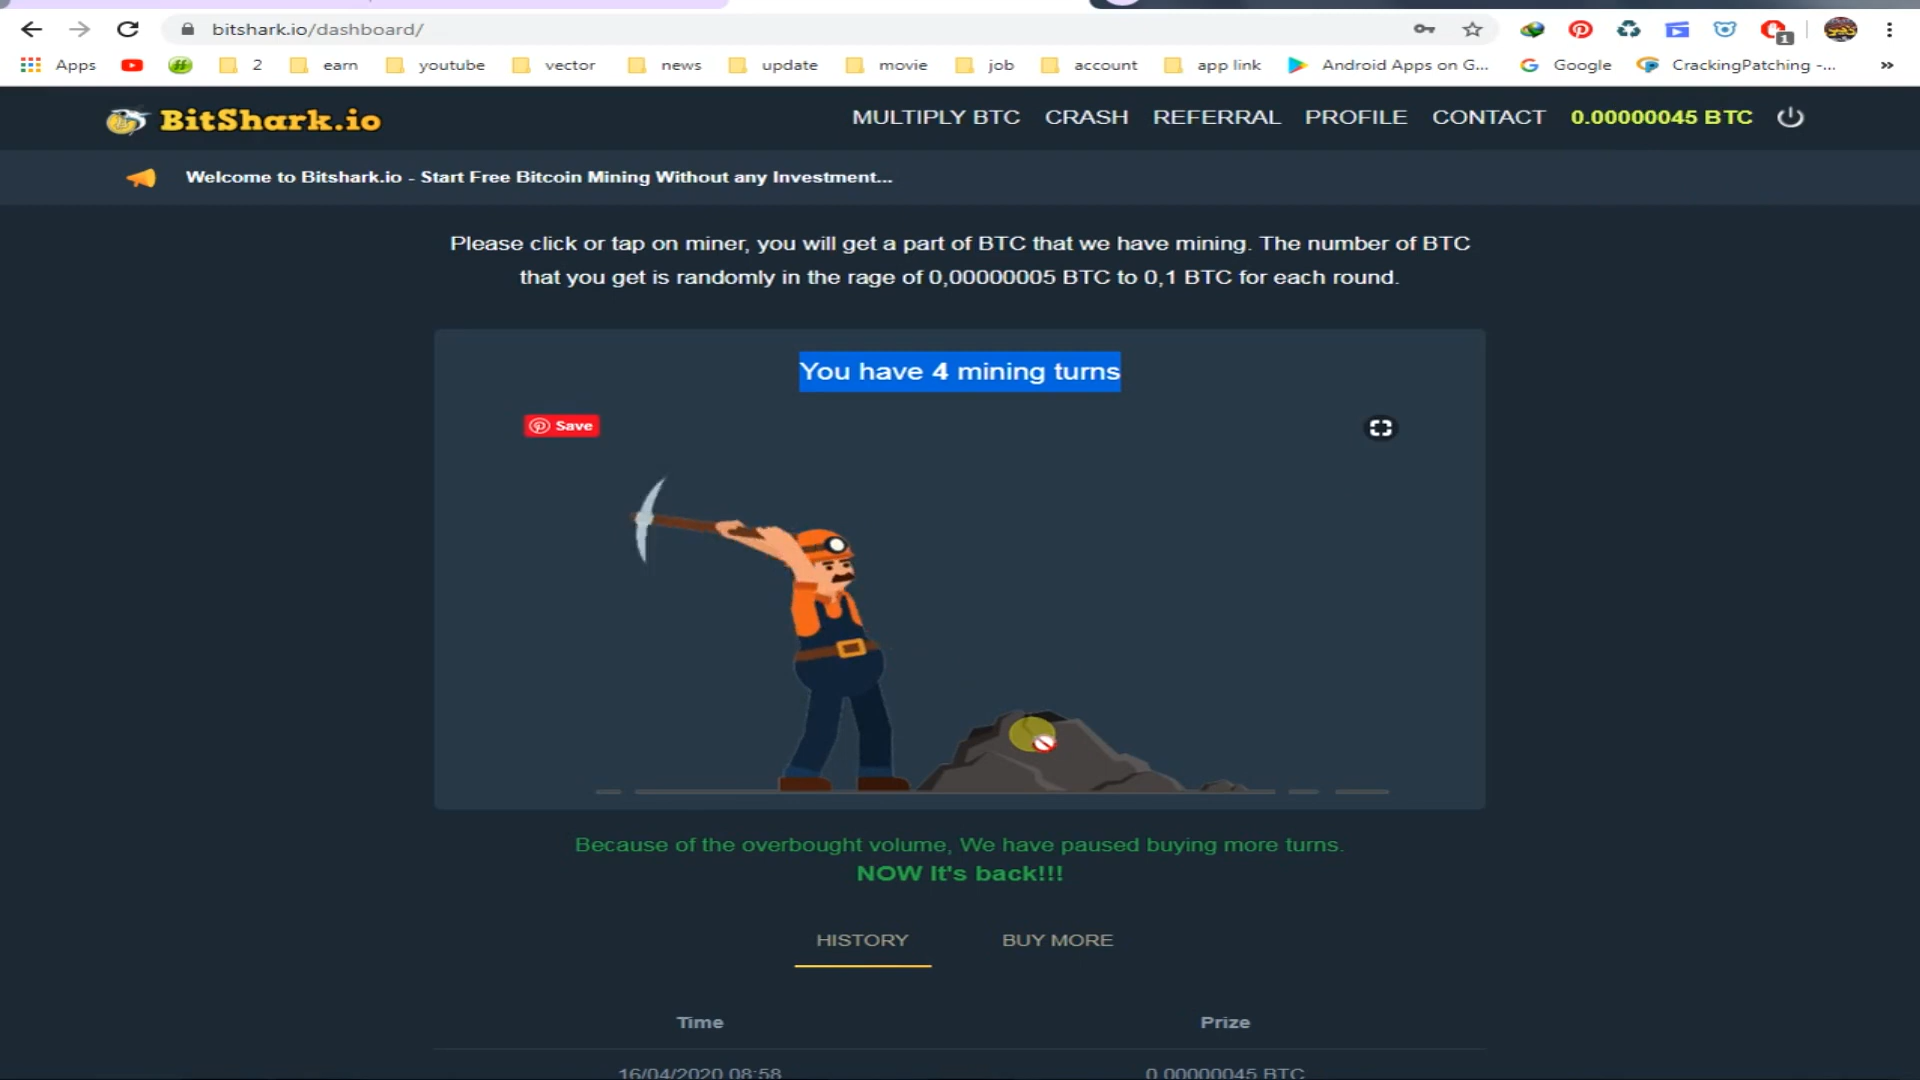 bitshark.io/dashboard/
1
Apps
2
earn
youtube
vector
news
update
movie
job
account
app link
Android Apps on G...
Google
CrackingPatching -...
»
BitShark.io
MULTIPLY BTC
CRASH
REFERRAL
PROFILE
CONTACT
0.00000045 BTC
Welcome to Bitshark.io - Start Free Bitcoin Mining Without any Investment...
Please click or tap on miner, you will get a part of BTC that we have mining. The number of BTC
that you get is randomly in the rage of 0,00000005 BTC to 0,1 BTC for each round.
You have 4 mining turns
Save
Because of the overbought volume, We have paused buying more turns.
NOW It's back!!!
HISTORY
BUY MORE
Time
Prize
16/04/2020 08:58
0.00000045 BTC